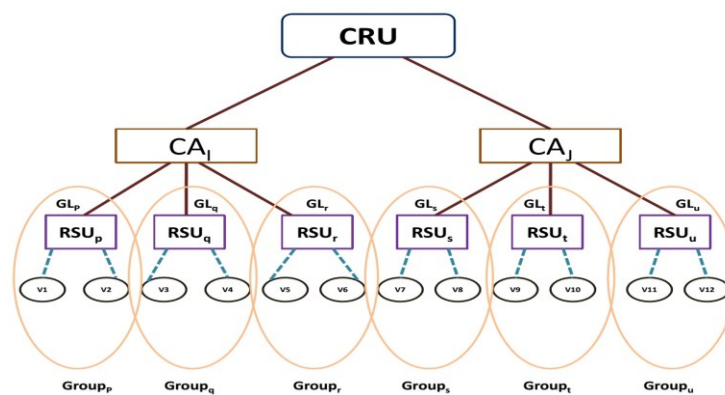 CRU
CA_I CA_J
GL_P GL_q GL_r GL_s GL_t GL_u
RSU_p RSU_q RSU_r RSU_s RSU_t RSU_u
V1 V2 V3 V4 V5 V6 V7 V8 V9 V10 V11 V12
Group_P Group_q Group_r Group_s Group_t Group_u